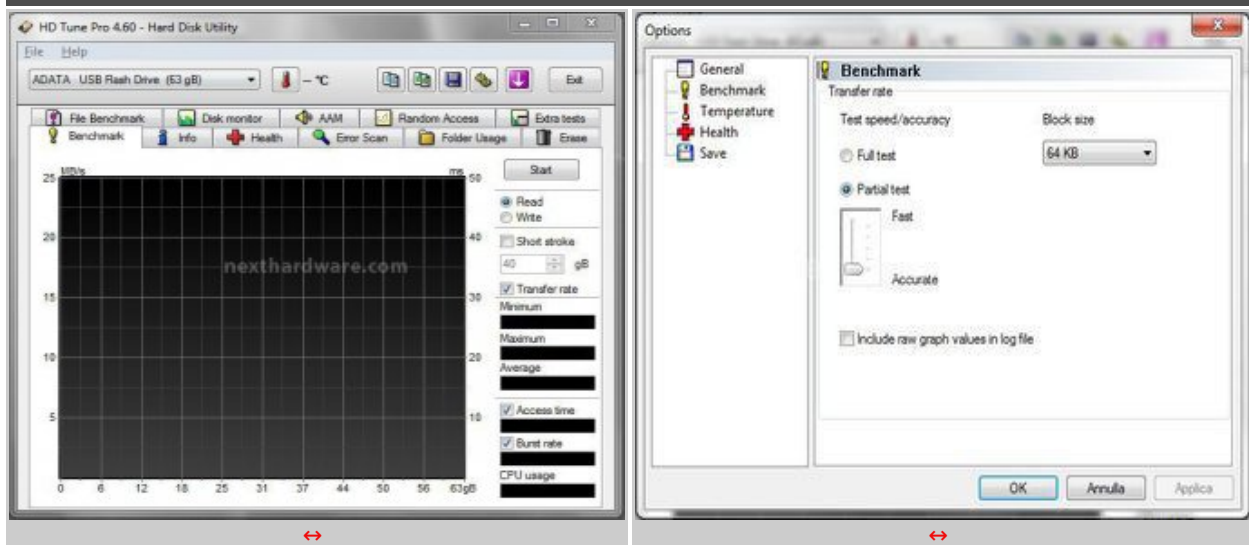 HD Tune Pro 4.60 - Hard Disk Utility
File Help
ADATA USB Flash Drive (63 gB)
– °C
Exit
File Benchmark Disk monitor AAM Random Access Extra tests
Benchmark Info Health Error Scan Folder Usage Erase
MB/s ms
25 50
20 40
15 30
10 20
5 10
0 6 12 18 25 31 37 44 50 56 63gB
nexthardware.com
Start
Read
Write
Short stroke
40 gB
Transfer rate
Minimum
Maximum
Average
Access time
Burst rate
CPU usage
Options
General
Benchmark
Temperature
Health
Save
Benchmark
Transfer rate
Test speed/accuracy Block size
Full test 64 KB
Partial test
Fast
Accurate
Include raw graph values in log file
OK Annulla Applica